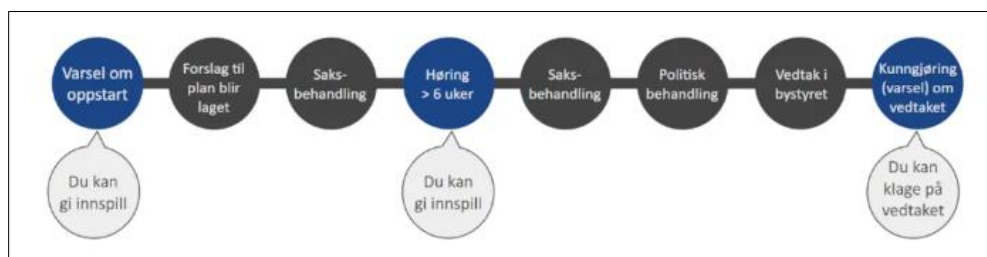 Varsel om
oppstart
Forslag til
plan blir
laget
Saks-
behandling
Høring
> 6 uker
Saks-
behandling
Politisk
behandling
Vedtak i
bystyret
Kunngjøring
(varsel) om
vedtaket
Du kan
gi innspill
Du kan
gi innspill
Du kan
klage på
vedtaket